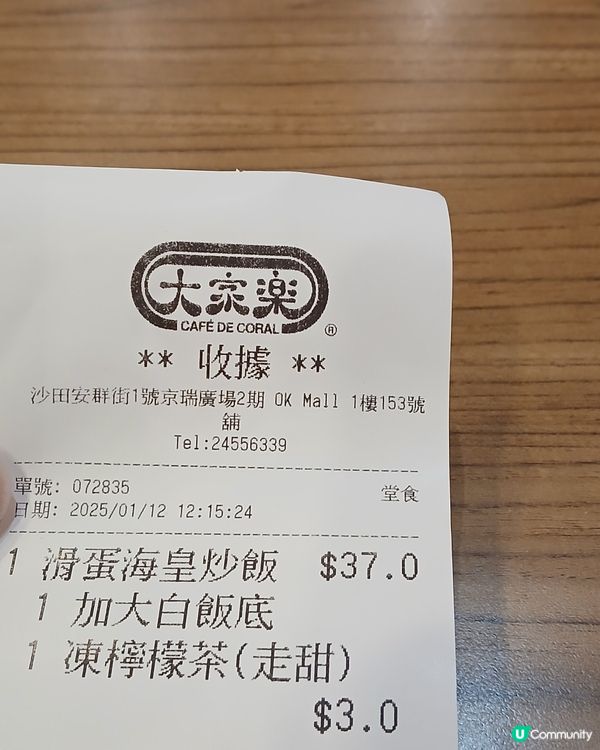 大家楽
CAFÉ DE CORAL
®
** 收據 **
沙田安群街1號京瑞廣場2期 OK Mall 1樓153號
舖
Tel:24556339
單號: 072835 堂食
日期: 2025/01/12 12:15:24
1 滑蛋海皇炒飯 $37.0
1 加大白飯底
1 凍檸檬茶(走甜)
$3.0
U Community